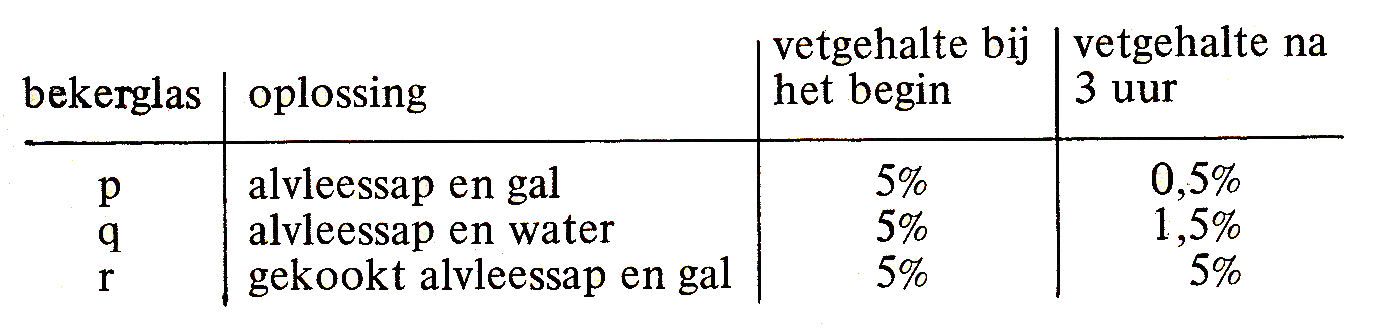 vetgehalte bij vetgehalte na
bekerglas oplossing het begin 3 uur
p alvleessap en gal 5% 0,5%
q alvleessap en water 5% 1,5%
r gekookt alvleessap en gal 5% 5%